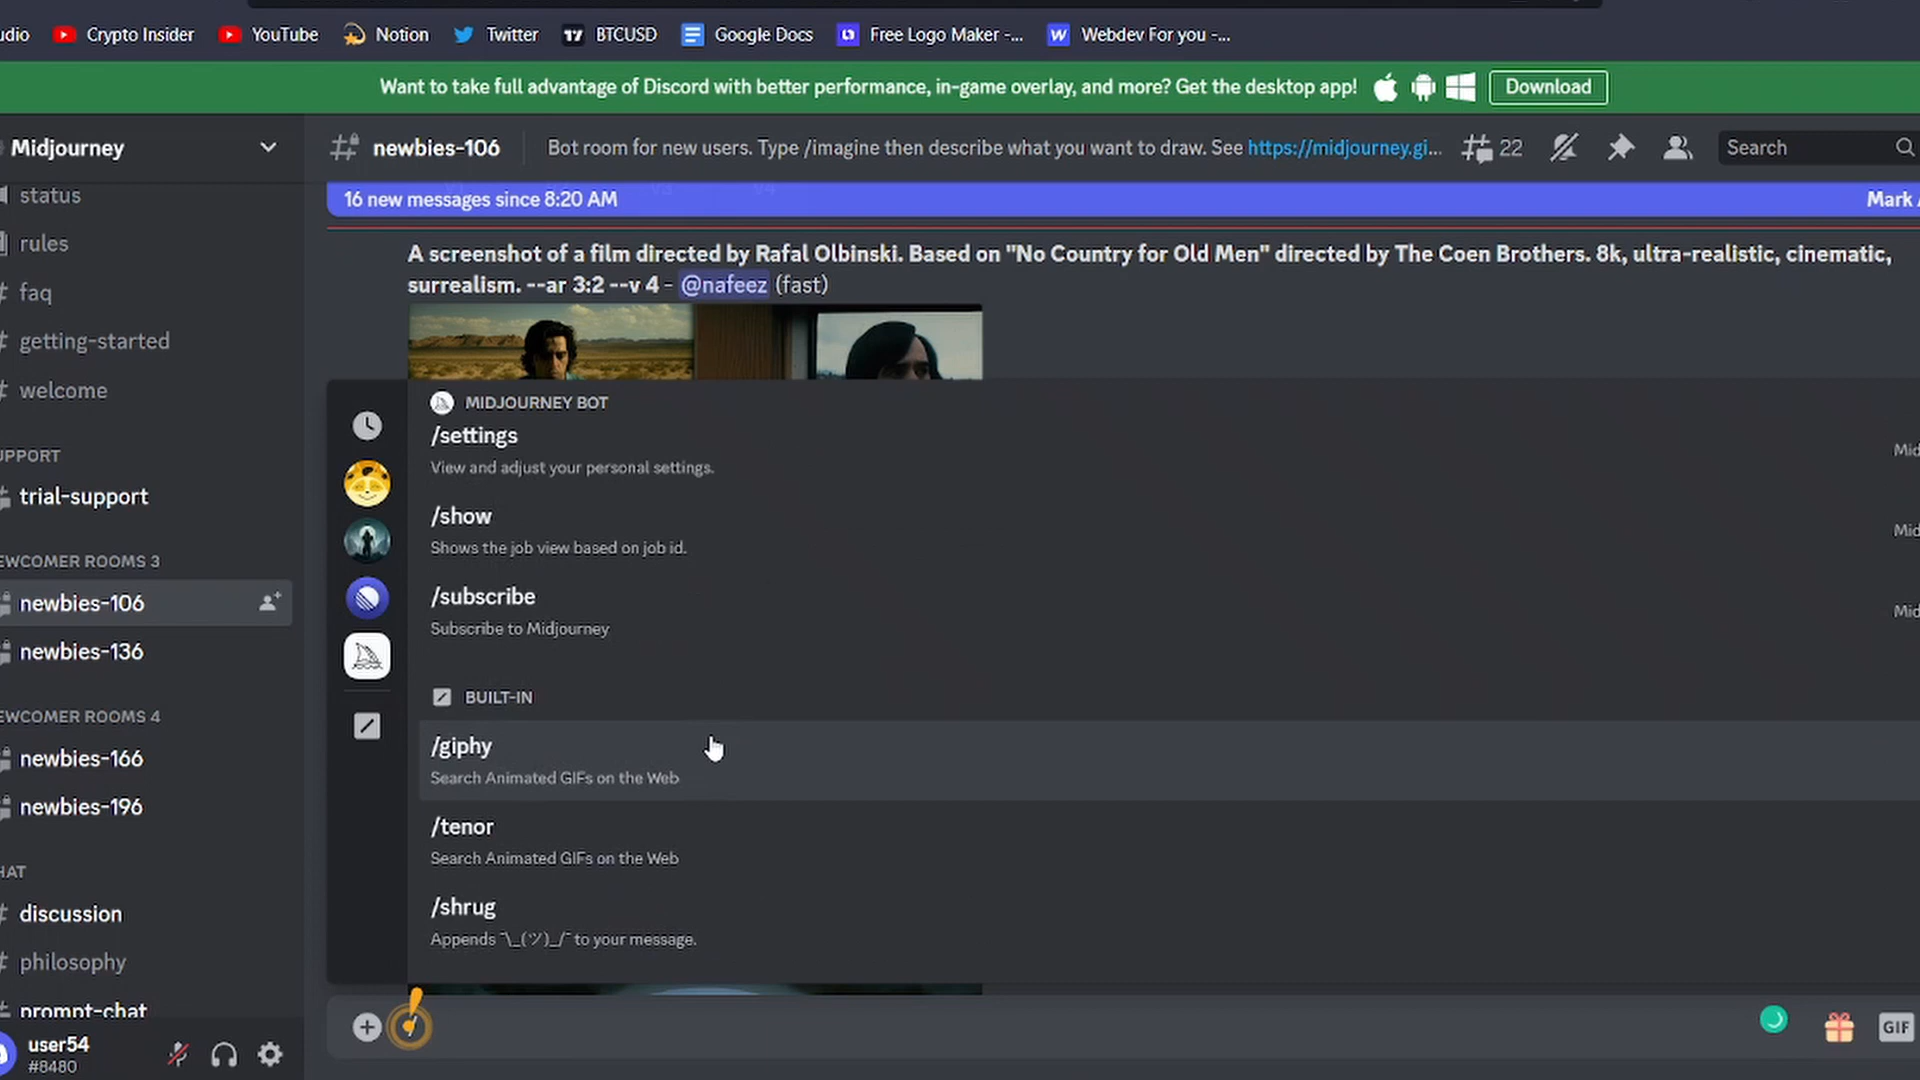 udio
Crypto Insider
YouTube
Notion
Twitter
17 BTCUSD
Google Docs
Free Logo Maker -...
W Webdev For you -...
Want to take full advantage of Discord with better performance, in-game overlay, and more? Get the desktop app!
Download
Midjourney
newbies-106
Bot room for new users. Type /imagine then describe what you want to draw. See https://midjourney.gi...
22
Search
status
rules
faq
getting-started
welcome
UPPORT
trial-support
EWCOMER ROOMS 3
newbies-106
newbies-136
EWCOMER ROOMS 4
newbies-166
newbies-196
HAT
discussion
philosophy
prompt-chat
user54
#8480
V3 V4
16 new messages since 8:20 AM
Mark
A screenshot of a film directed by Rafal Olbinski. Based on "No Country for Old Men" directed by The Coen Brothers. 8k, ultra-realistic, cinematic,
surrealism. --ar 3:2 --v 4 - @nafeez (fast)
MIDJOURNEY BOT
/settings
View and adjust your personal settings.
Mid
/show
Shows the job view based on job id.
Mid
/subscribe
Subscribe to Midjourney
Mid
BUILT-IN
/giphy
Search Animated GIFs on the Web
/tenor
Search Animated GIFs on the Web
/shrug
Appends ¯\_(ツ)_/¯ to your message.
/
GIF